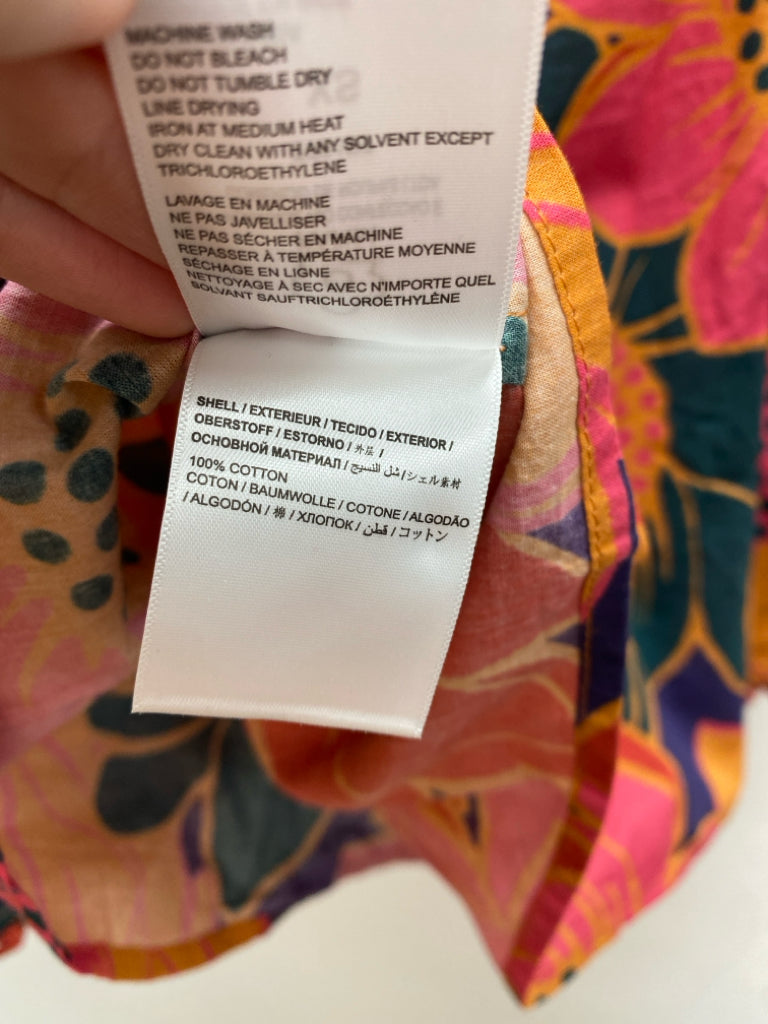 MACHINE WASH
DO NOT BLEACH
DO NOT TUMBLE DRY
LINE DRYING
IRON AT MEDIUM HEAT
DRY CLEAN WITH ANY SOLVENT EXCEPT
TRICHLOROETHYLENE
LAVAGE EN MACHINE
NE PAS JAVELLISER
NE PAS SÉCHER EN MACHINE
REPASSER À TEMPÉRATURE MOYENNE
SÉCHAGE EN LIGNE
NETTOYAGE À SEC AVEC N'IMPORTE QUEL
SOLVANT SAUFTRICHLOROÉTHYLÈNE
SHELL / EXTERIEUR / TECIDO / EXTERIOR /
OBERSTOFF / ESTORNO / 外层 /
ОСНОВНОЙ МАТЕРИАЛ / شل النسيج / シェル素材
100% COTTON
COTON / BAUMWOLLE / COTONE / ALGODÃO
/ ALGODÓN / 棉 / ХЛОПОК / قطن / コットン